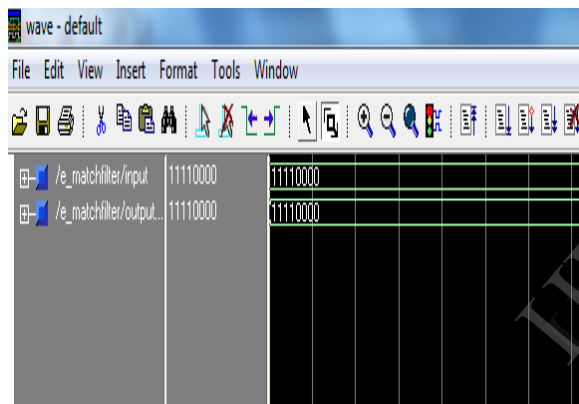 wave - default
File Edit View Insert Format Tools Window
/e_matchfilter/input 11110000 11110000
/e_matchfilter/output... 11110000 11110000